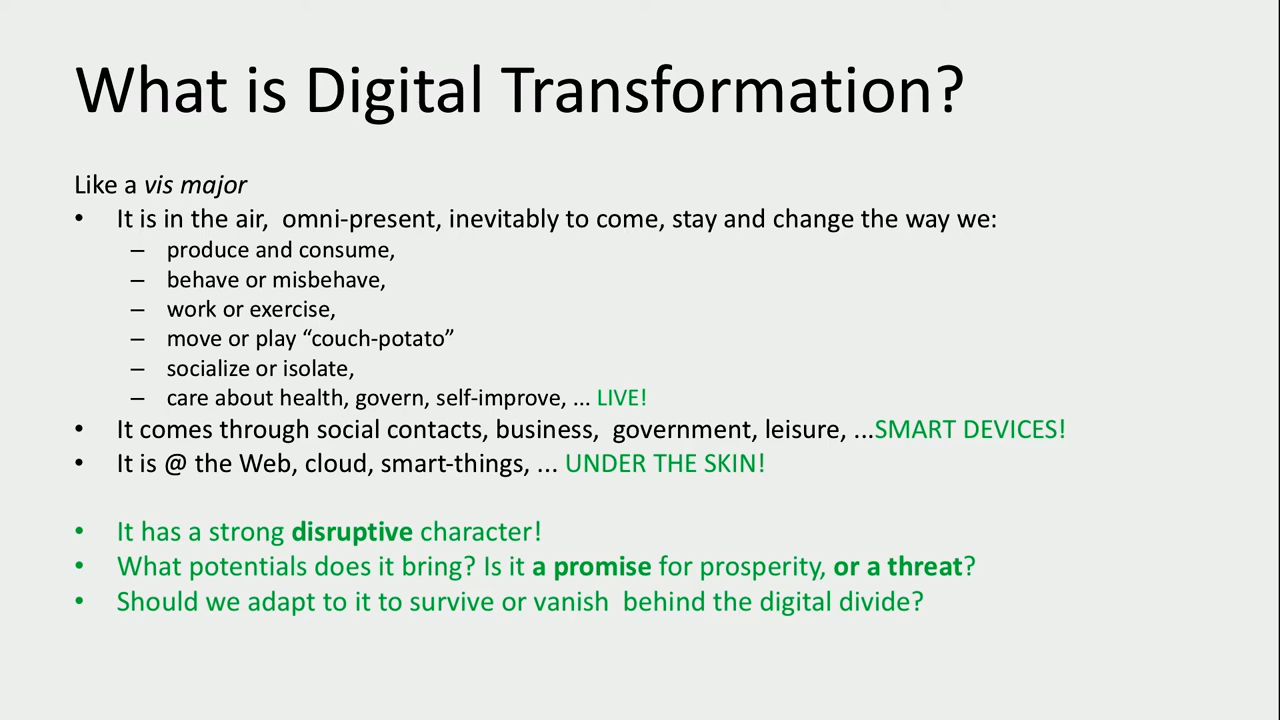 What is Digital Transformation?
Like a vis major
• It is in the air,  omni-present, inevitably to come, stay and change the way we:
– produce and consume,
– behave or misbehave,
– work or exercise,
– move or play “couch-potato”
– socialize or isolate,
– care about health, govern, self-improve, ... LIVE!
• It comes through social contacts, business,  government, leisure, ...SMART DEVICES!
• It is @ the Web, cloud, smart-things, ... UNDER THE SKIN!
• It has a strong disruptive character!
• What potentials does it bring? Is it a promise for prosperity, or a threat?
• Should we adapt to it to survive or vanish  behind the digital divide?